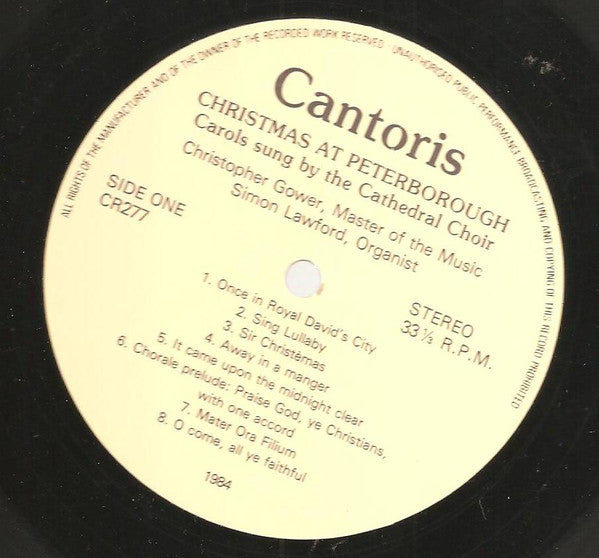 ALL RIGHTS OF THE MANUFACTURER AND OF THE OWNER OF THE RECORDED WORK RESERVED · UNAUTHORISED PUBLIC PERFORMANCE BROADCASTING AND COPYING OF THIS RECORD PROHIBITED
Cantoris
CHRISTMAS AT PETERBOROUGH
Carols sung by the Cathedral Choir
Christopher Gower, Master of the Music
Simon Lawford, Organist
SIDE ONE
CR277
STEREO
33⅓ R.P.M.
1. Once in Royal David's City
2. Sing Lullaby
3. Sir Christèmas
4. Away in a manger
5. It came upon the midnight clear
6. Chorale prelude: Praise God, ye Christians,
with one accord
7. Mater Ora Filium
8. O come, all ye faithful
1984